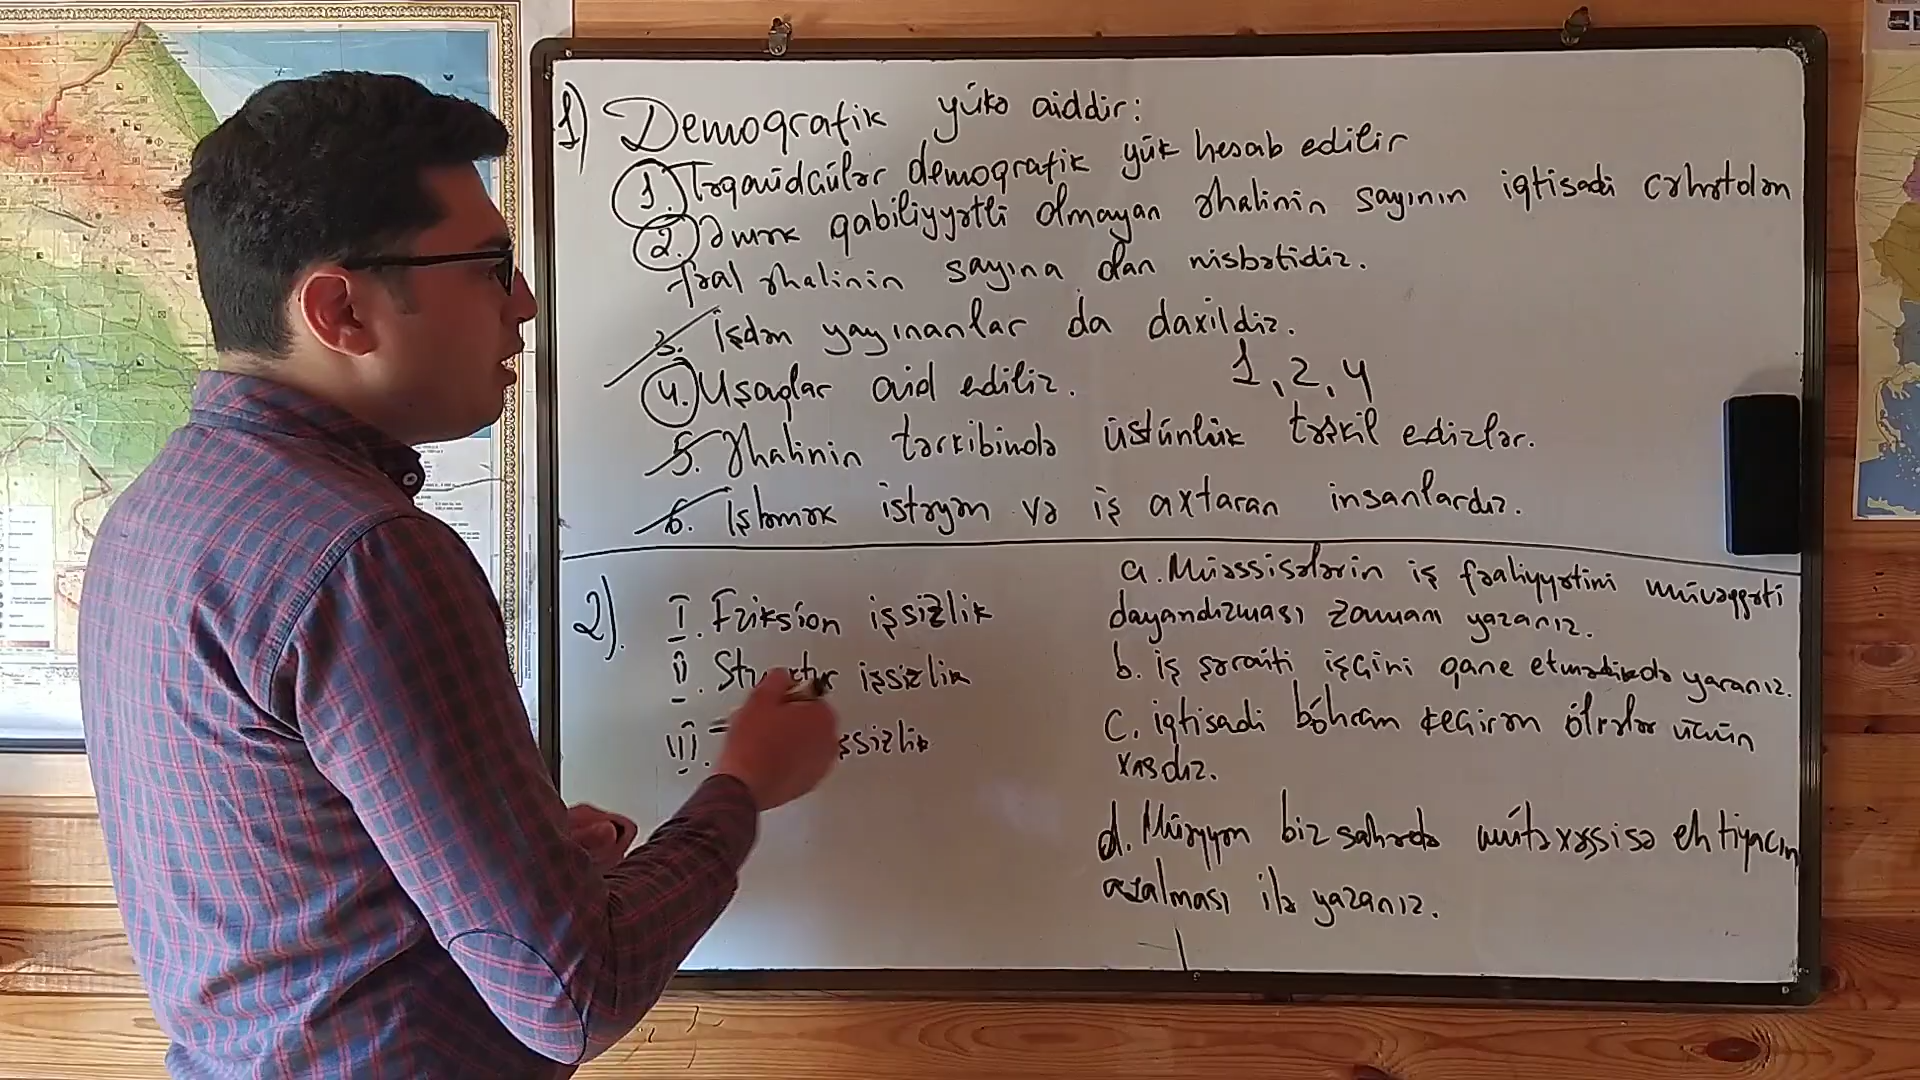 1) Demoqrafik yükə aiddir:
1. Təqaüdçülər demoqrafik yük hesab edilir
2. Əmək qabiliyyətli olmayan əhalinin sayının iqtisadi cəhətdən
fəal əhalinin sayına olan nisbətidir.
3. İşdən yayınanlar da daxildir.
4. Uşaqlar aid edilir. 1, 2, 4
5. Əhalinin tərkibində üstünlük təşkil edirlər.
6. İşləmək istəyən və iş axtaran insanlardır.
2). I. Friksion işsizlik
II. Struktur işsizlik
III. işsizlik
a. Müəssisələrin iş fəaliyyətini müvəqqəti
dayandırması zamanı yaranır.
b. iş şəraiti işçini qane etmədikdə yaranır.
c. iqtisadi böhran keçirən ölkələr üçün
xasdır.
d. Müəyyən bir sahədə mütəxəssisə ehtiyacın
azalması ilə yaranır.